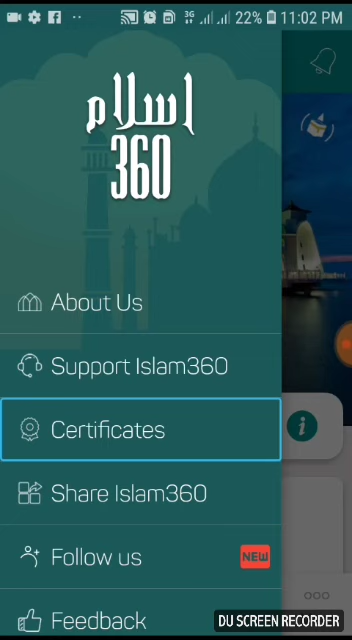 3G 22% 11:02 PM
اسلام
360
About Us
Support Islam360
Certificates
Share Islam360
Follow us NEW
Feedback
DU SCREEN RECORDER